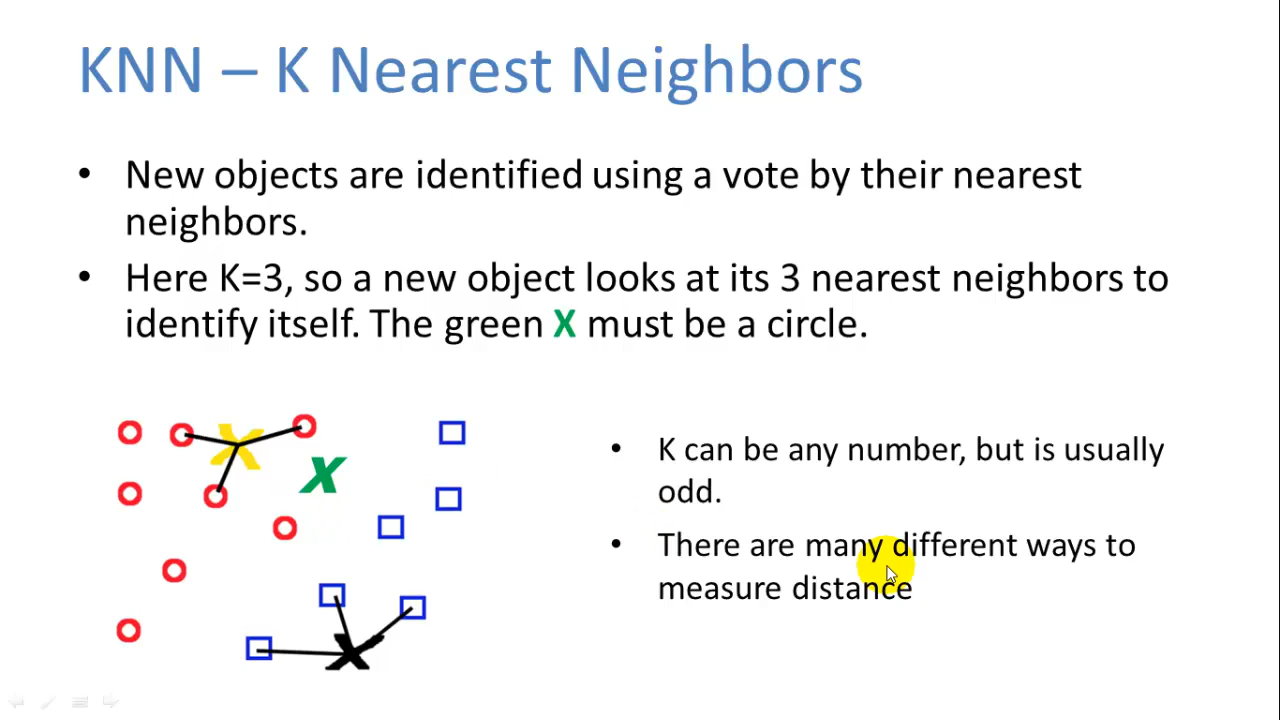 KNN – K Nearest Neighbors
• New objects are identified using a vote by their nearest
neighbors.
• Here K=3, so a new object looks at its 3 nearest neighbors to
identify itself. The green X must be a circle.
X
X
• K can be any number, but is usually
odd.
• There are many different ways to
measure distance
X